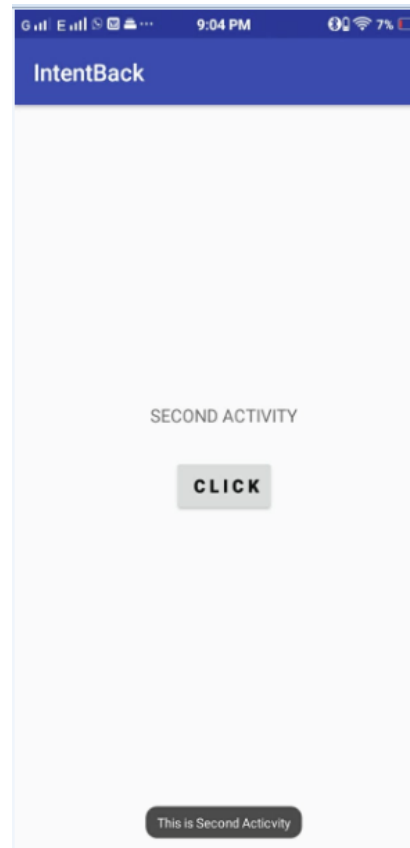 G E 9:04 PM 7%
IntentBack
SECOND ACTIVITY
CLICK
This is Second Acticvity